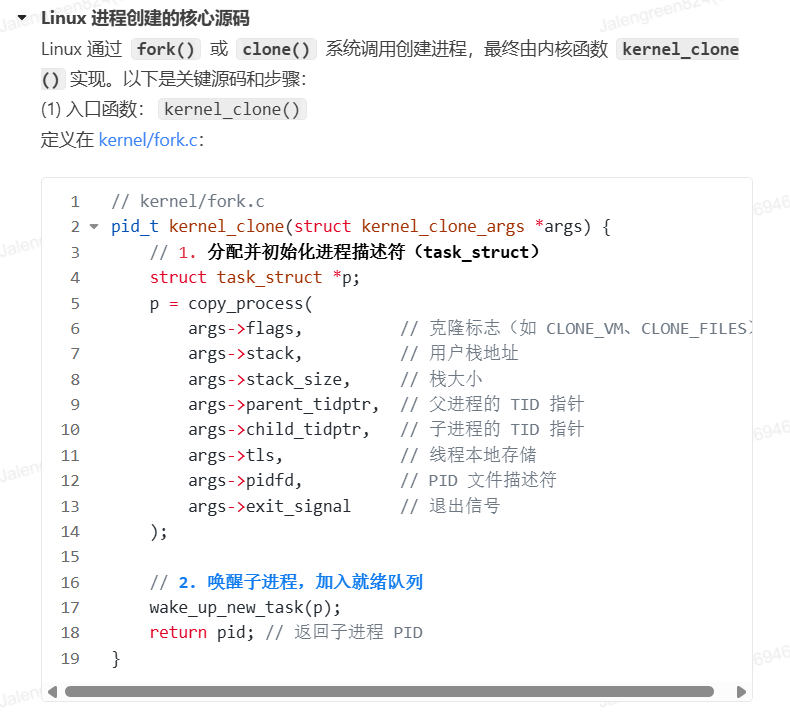 Linux 进程创建的核心源码
Linux 通过 fork() 或 clone() 系统调用创建进程，最终由内核函数 kernel_clone
() 实现。以下是关键源码和步骤：
(1) 入口函数： kernel_clone()
定义在 kernel/fork.c：
1 // kernel/fork.c
2 pid_t kernel_clone(struct kernel_clone_args *args) {
3 // 1. 分配并初始化进程描述符（task_struct）
4 struct task_struct *p;
5 p = copy_process(
6 args->flags, // 克隆标志（如 CLONE_VM、CLONE_FILES）
7 args->stack, // 用户栈地址
8 args->stack_size, // 栈大小
9 args->parent_tidptr, // 父进程的 TID 指针
10 args->child_tidptr, // 子进程的 TID 指针
11 args->tls, // 线程本地存储
12 args->pidfd, // PID 文件描述符
13 args->exit_signal // 退出信号
14 );
15
16 // 2. 唤醒子进程，加入就绪队列
17 wake_up_new_task(p);
18 return pid; // 返回子进程 PID
19 }